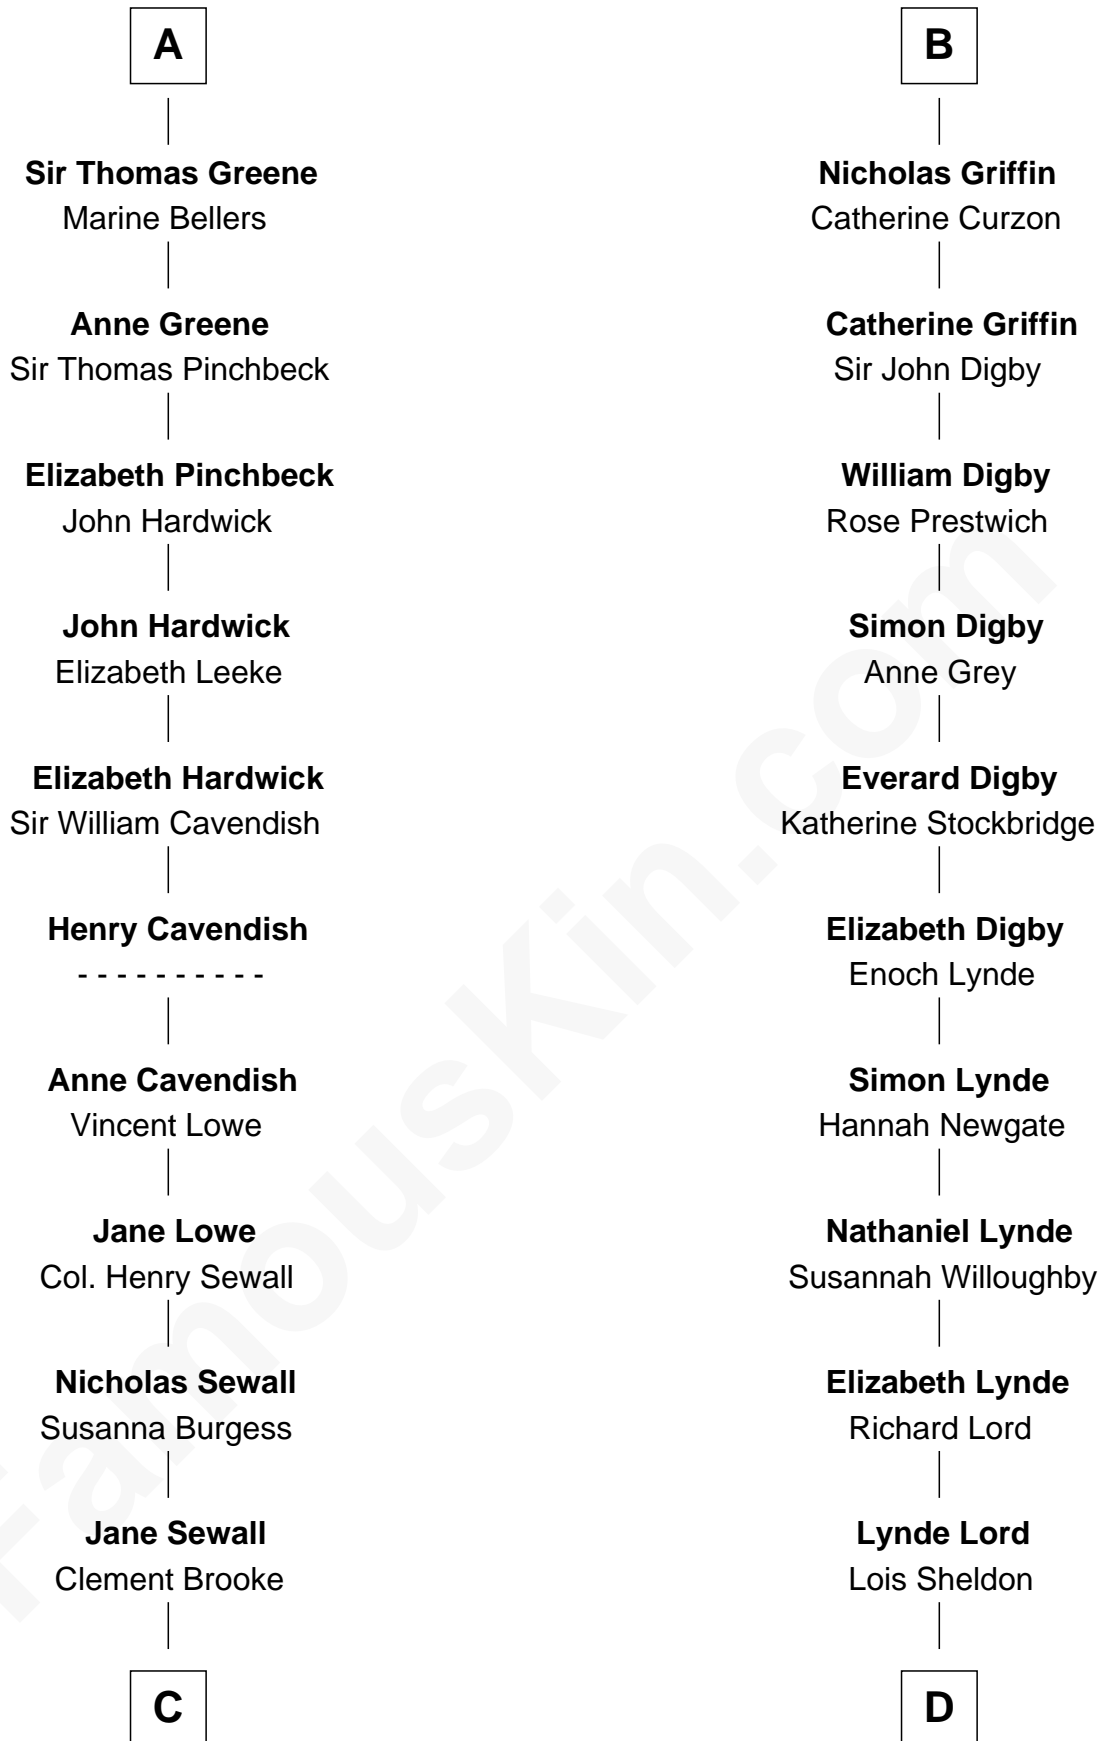 A
Sir Thomas Greene
Marine Bellers
Anne Greene
Sir Thomas Pinchbeck
Elizabeth Pinchbeck
John Hardwick
John Hardwick
Elizabeth Leeke
Elizabeth Hardwick
Sir William Cavendish
Henry Cavendish
- - - - - - - - - -
Anne Cavendish
Vincent Lowe
Jane Lowe
Col. Henry Sewall
Nicholas Sewall
Susanna Burgess
Jane Sewall
Clement Brooke
C
B
Nicholas Griffin
Catherine Curzon
Catherine Griffin
Sir John Digby
William Digby
Rose Prestwich
Simon Digby
Anne Grey
Everard Digby
Katherine Stockbridge
Elizabeth Digby
Enoch Lynde
Simon Lynde
Hannah Newgate
Nathaniel Lynde
Susannah Willoughby
Elizabeth Lynde
Richard Lord
Lynde Lord
Lois Sheldon
D
FamousKin.com